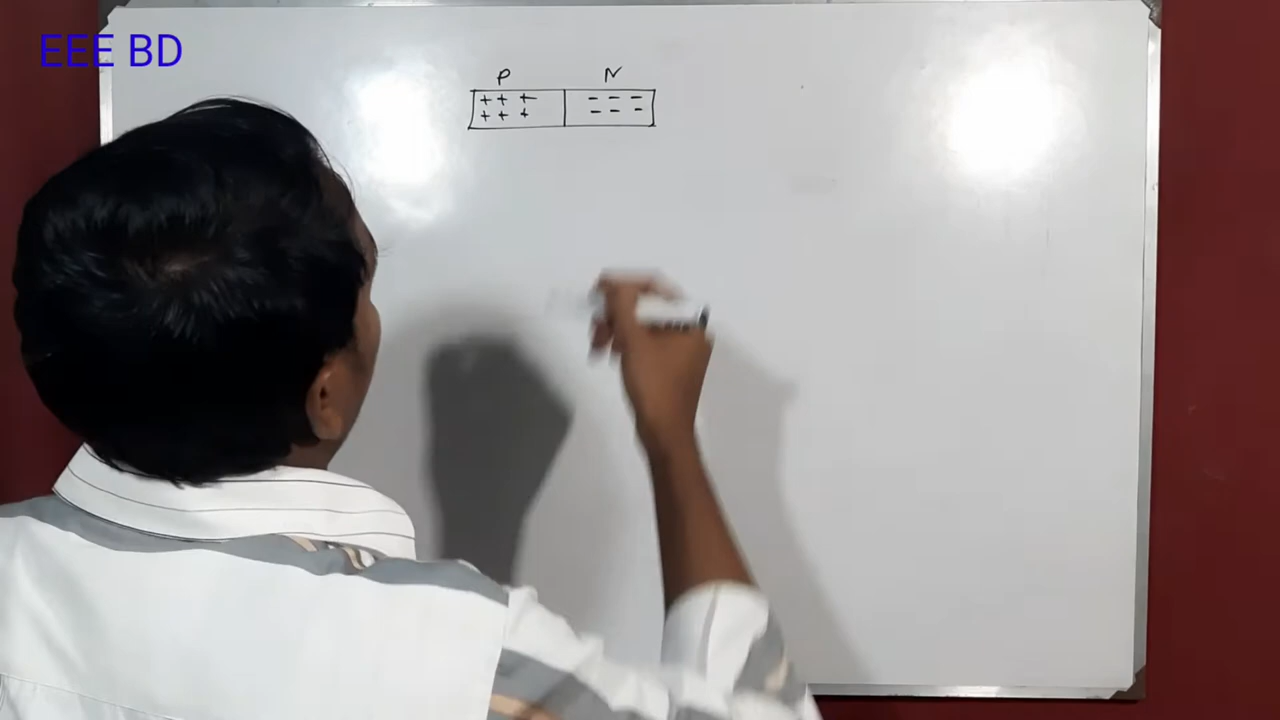 EEE BD
P N
+ + + - - -
+ + + - - -